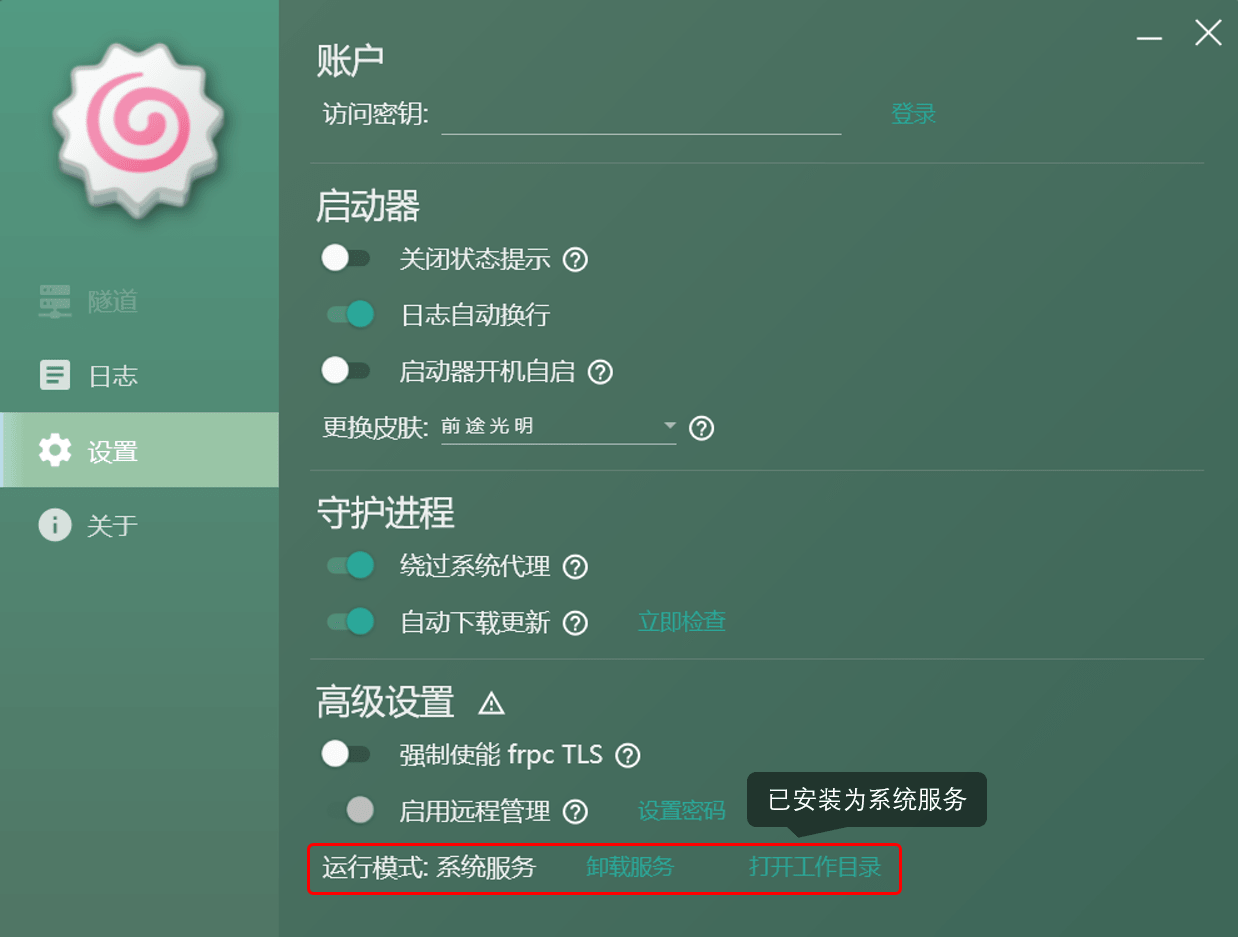 账户
访问密钥: 登录
启动器
关闭状态提示
日志自动换行
启动器开机自启
更换皮肤: 前途光明
隧道
日志
设置
关于
守护进程
绕过系统代理
自动下载更新 立即检查
高级设置
强制使能 frpc TLS
启用远程管理 设置密码
已安装为系统服务
运行模式: 系统服务 卸载服务 打开工作目录